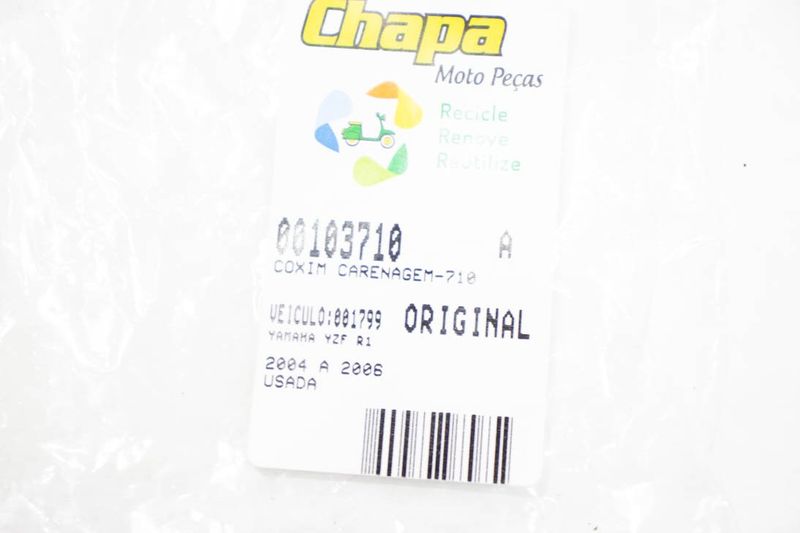 Chapa
Moto Peças
Recicle
Renove
Reutilize
00103710 A
COXIM CARENAGEM-710
VEICULO:001799 ORIGINAL
YAMAHA YZF R1
2004 A 2006
USADA